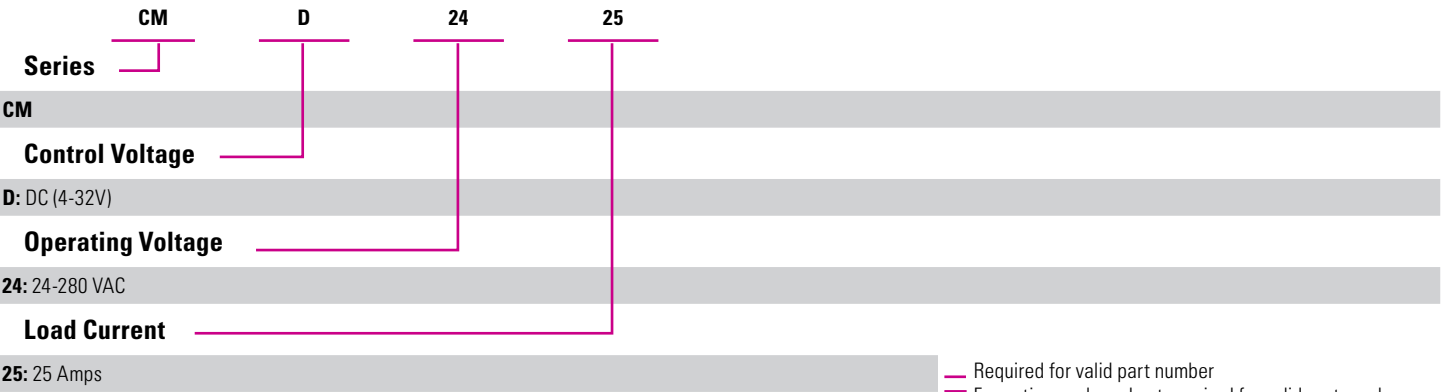 CM D 24 25
Series
CM
Control Voltage
D: DC (4-32V)
Operating Voltage
24: 24-280 VAC
Load Current
25: 25 Amps
Required for valid part number